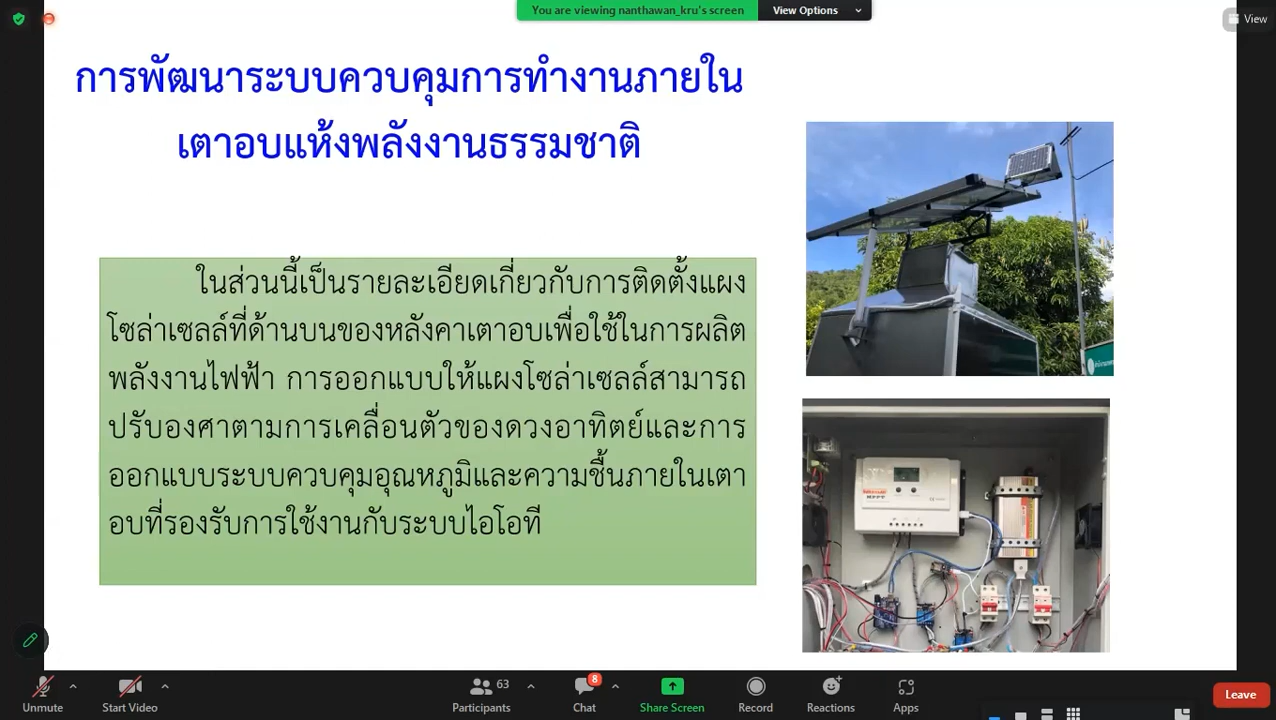 You are viewing nanthawan_kru's screen
View Options
View
การพัฒนาระบบควบคุมการทำงานภายใน
เตาอบแห้งพลังงานธรรมชาติ
ในส่วนนี้เป็นรายละเอียดเกี่ยวกับการติดตั้งแผง
โซล่าเซลล์ที่ด้านบนของหลังคาเตาอบเพื่อใช้ในการผลิต
พลังงานไฟฟ้า การออกแบบให้แผงโซล่าเซลล์สามารถ
ปรับองศาตามการเคลื่อนตัวของดวงอาทิตย์และการ
ออกแบบระบบควบคุมอุณหภูมิและความชื้นภายในเตา
อบที่รองรับการใช้งานกับระบบไอโอที
MPPT
Unmute
Start Video
63
Participants
8
Chat
Share Screen
Record
Reactions
Apps
Leave